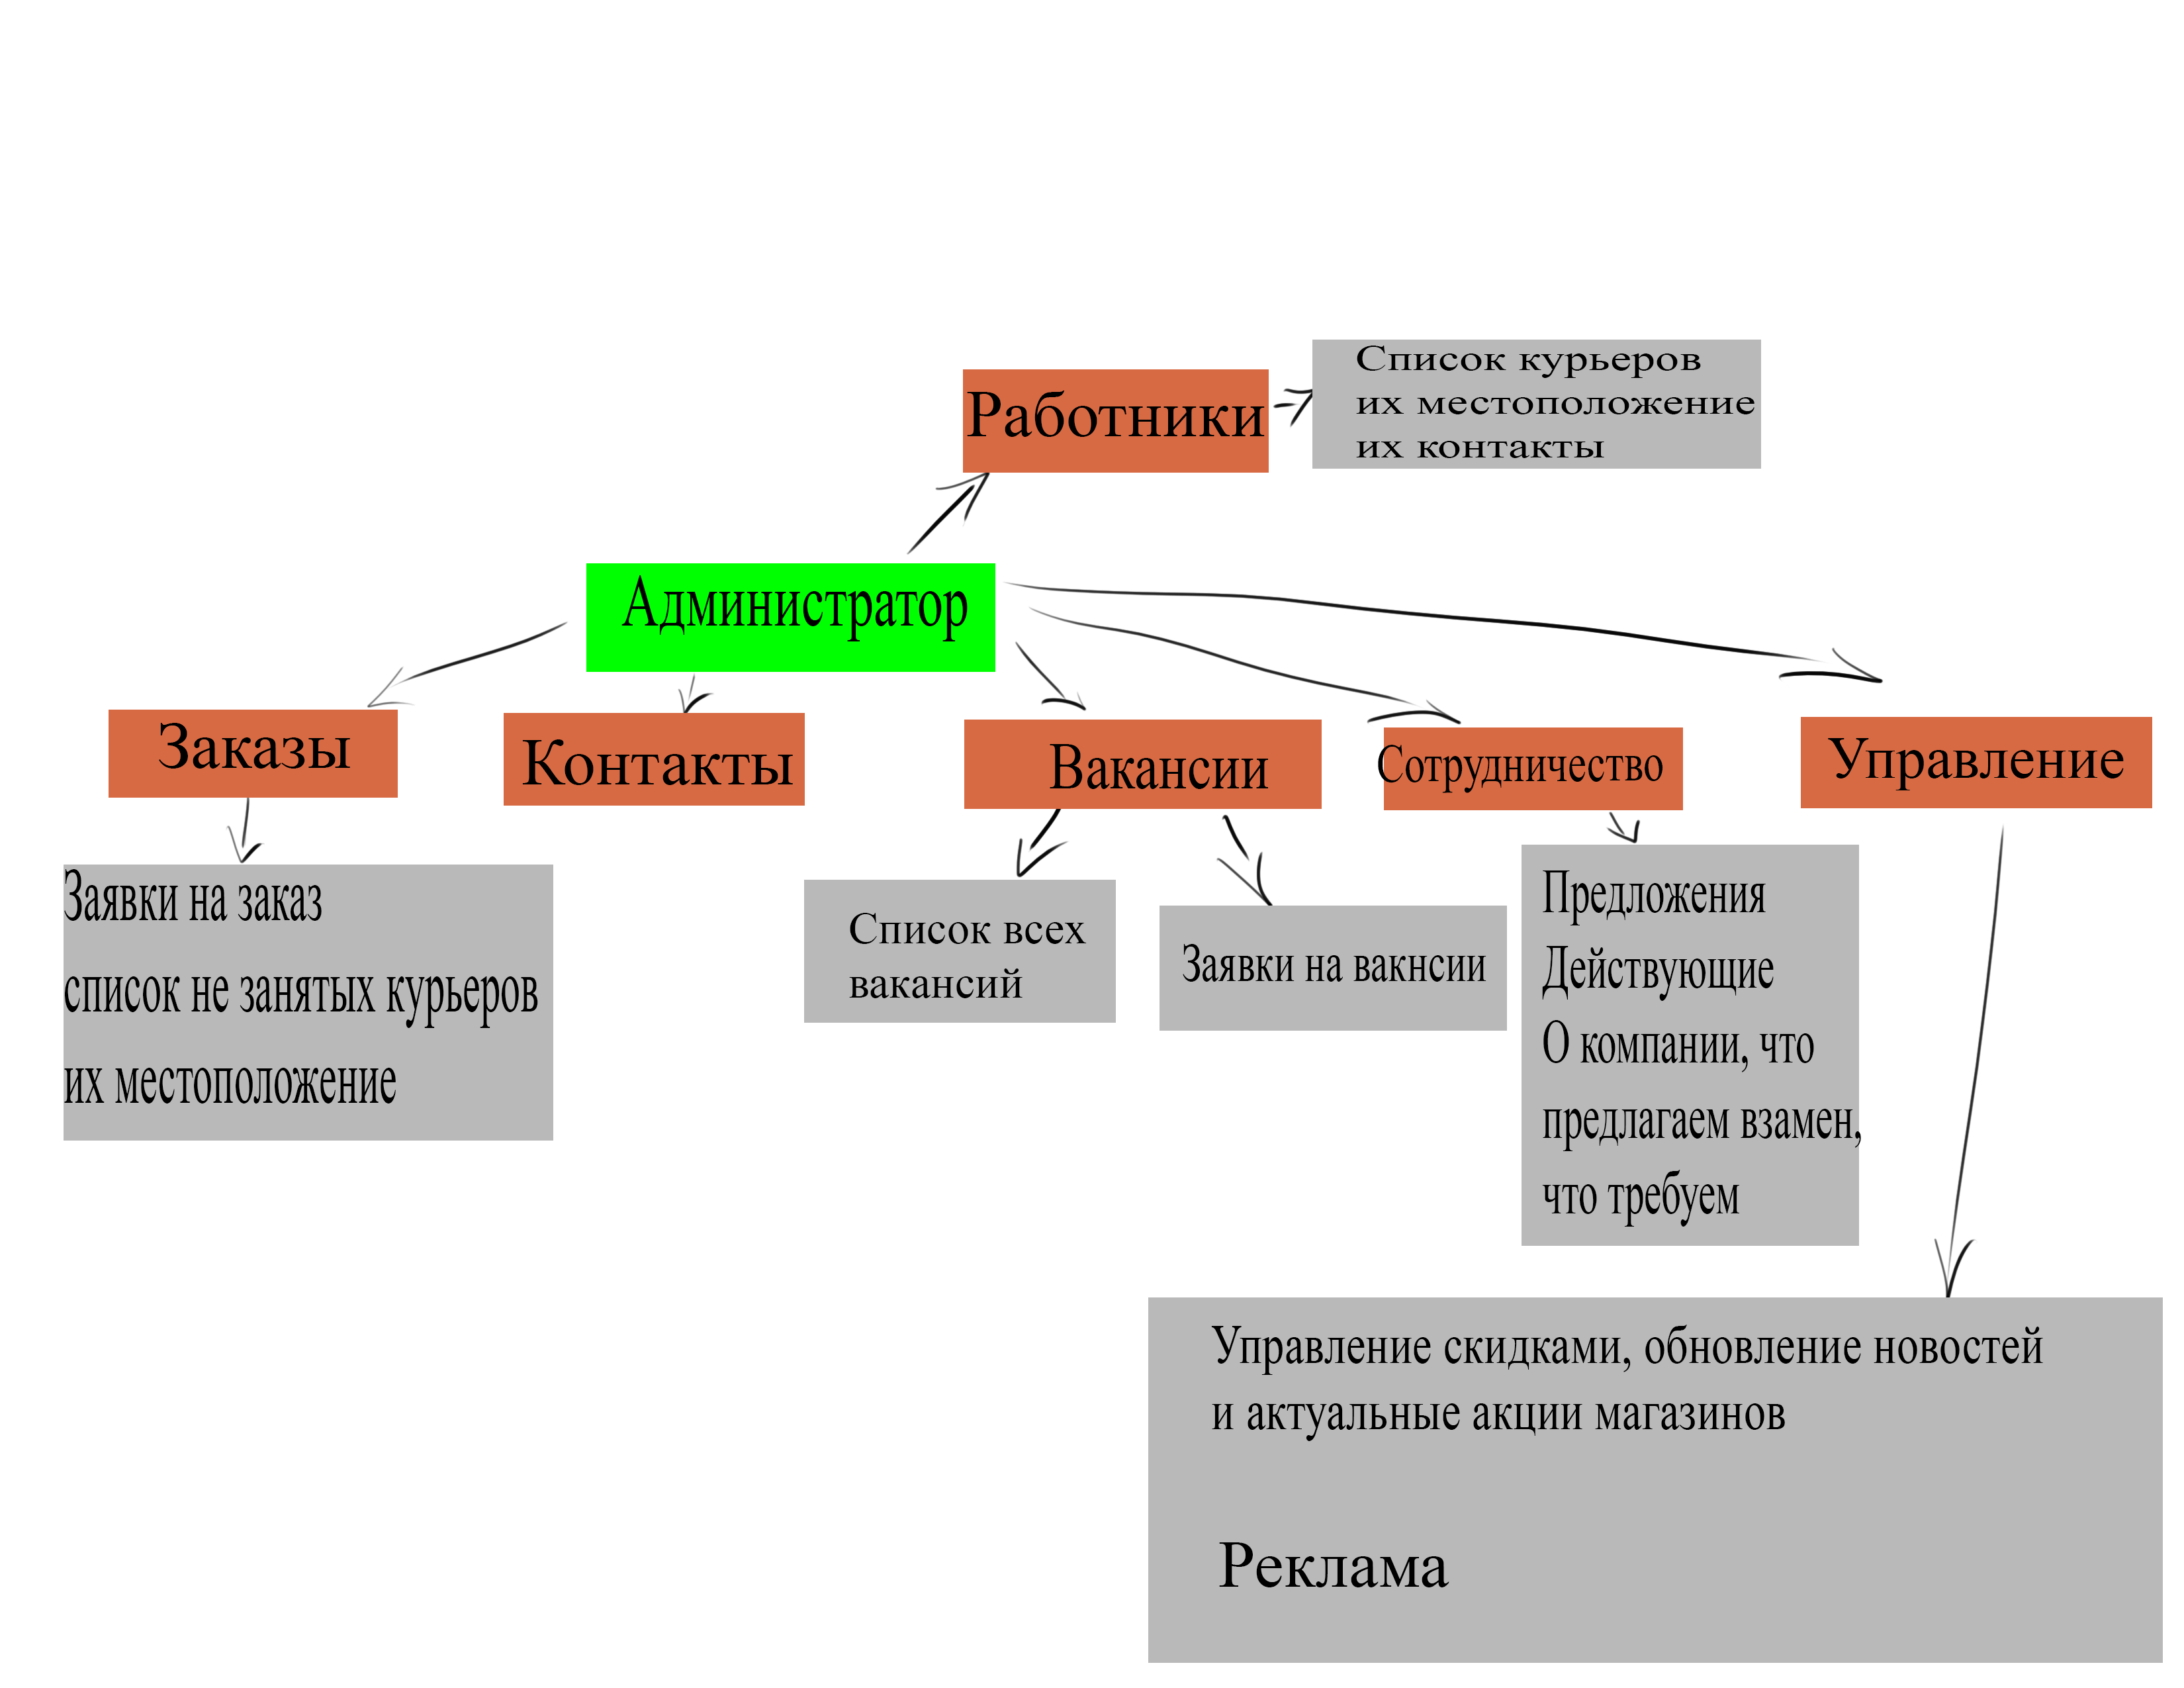 Работники
Список курьеров
их местоположение
их контакты
Администратор
Заказы
Контакты
Вакансии
Сотрудничество
Управление
Заявки на заказ
список не занятых курьеров
их местоположение
Список всех
вакансий
Заявки на вакнсии
Предложения
Действующие
О компании, что
предлагаем взамен,
что требуем
Управление скидками, обновление новостей
и актуальные акции магазинов
Реклама